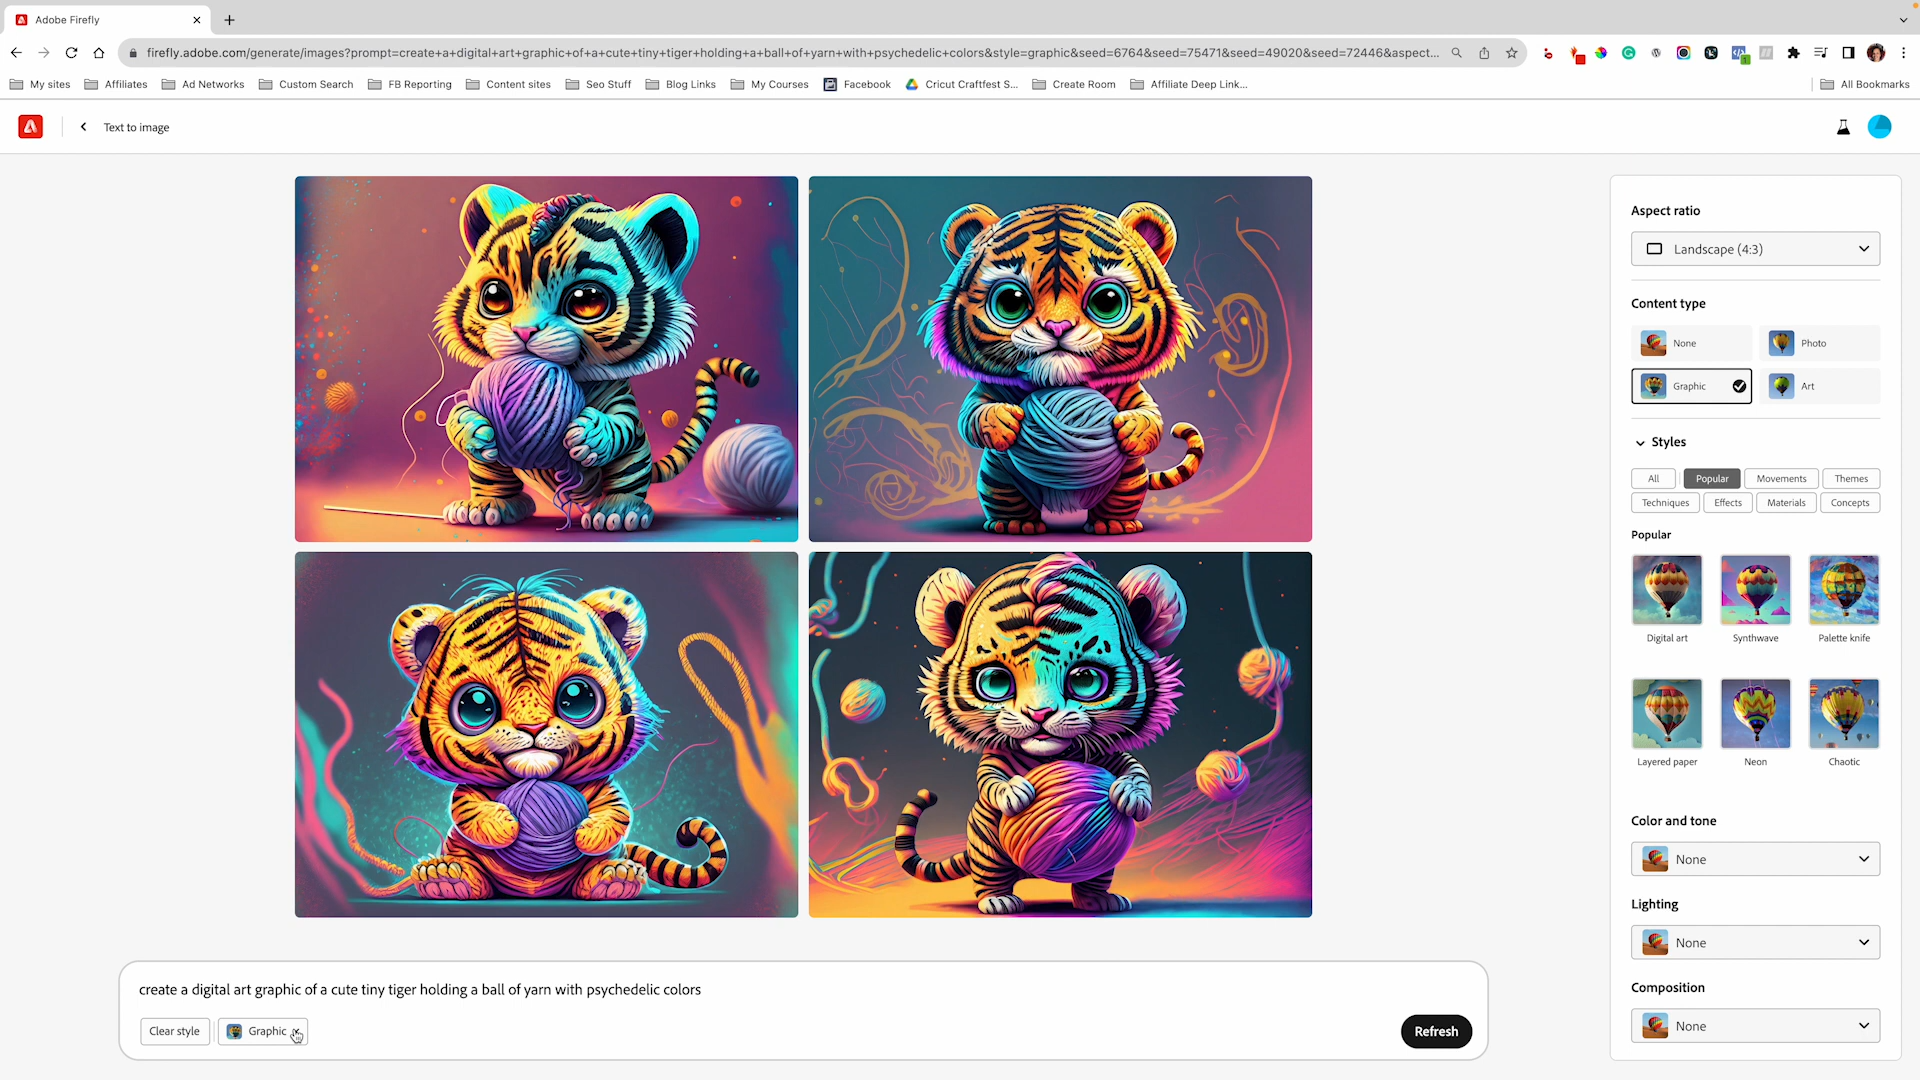 Adobe Firefly
firefly.adobe.com/generate/images?prompt=create+a+digital+art+graphic+of+a+cute+tiny+tiger+holding+a+ball+of+yarn+with+psychedelic+colors&style=graphic&seed=6764&seed=75471&seed=49020&seed=72446&aspect...
My sites Affiliates Ad Networks Custom Search FB Reporting Content sites Seo Stuff Blog Links My Courses Facebook Cricut Craftfest S... Create Room Affiliate Deep Link... All Bookmarks
Text to image
Aspect ratio
Landscape (4:3)
Content type
None Photo
Graphic Art
Styles
All Popular Movements Themes
Techniques Effects Materials Concepts
Popular
Digital art Synthwave Palette knife
Layered paper Neon Chaotic
Color and tone
None
Lighting
None
Composition
None
create a digital art graphic of a cute tiny tiger holding a ball of yarn with psychedelic colors
Clear style Graphic
Refresh